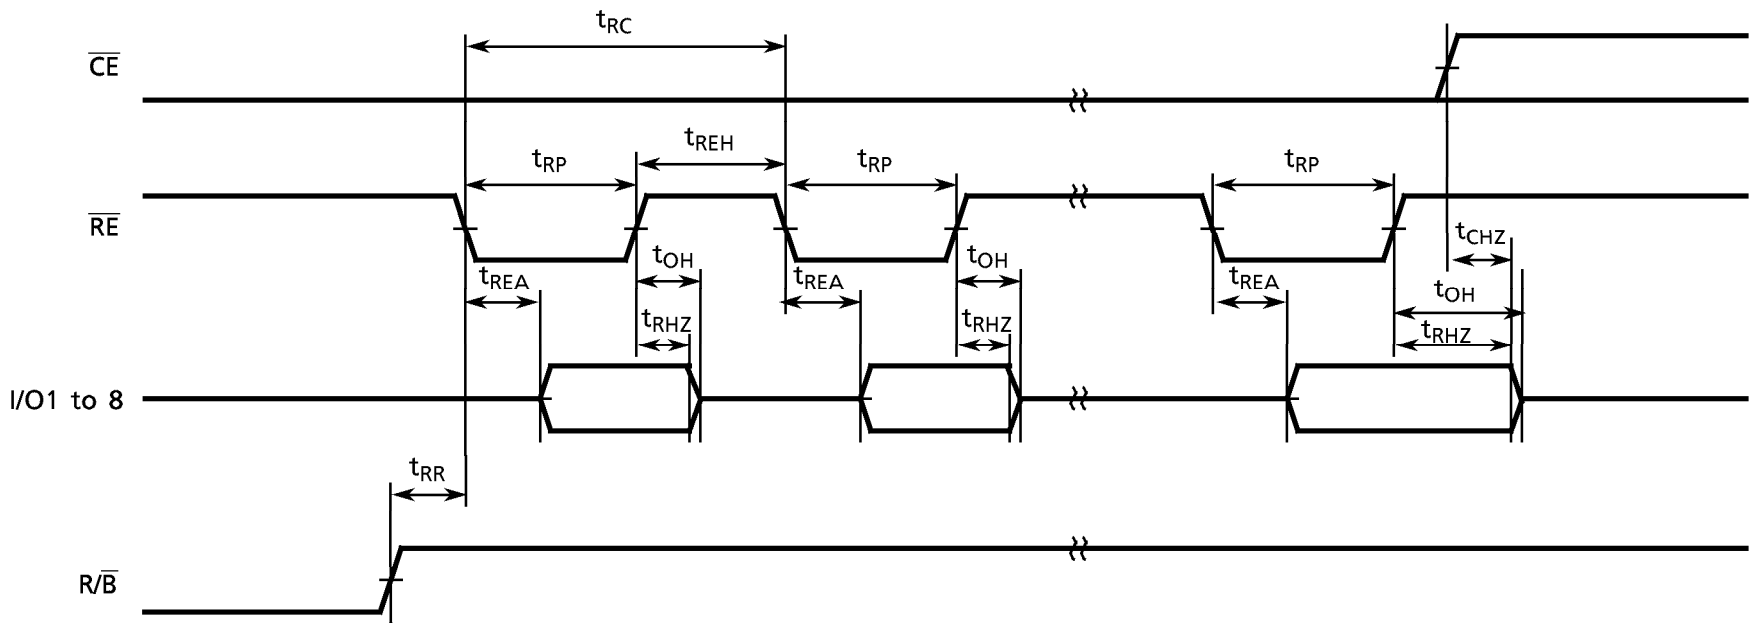 tRC
CE
tREH
tRP tRP tRP
RE
tCHZ
tOH tOH
tREA tREA tREA
tOH
tRHZ tRHZ tRHZ
I/O1 to 8
tRR
R/B